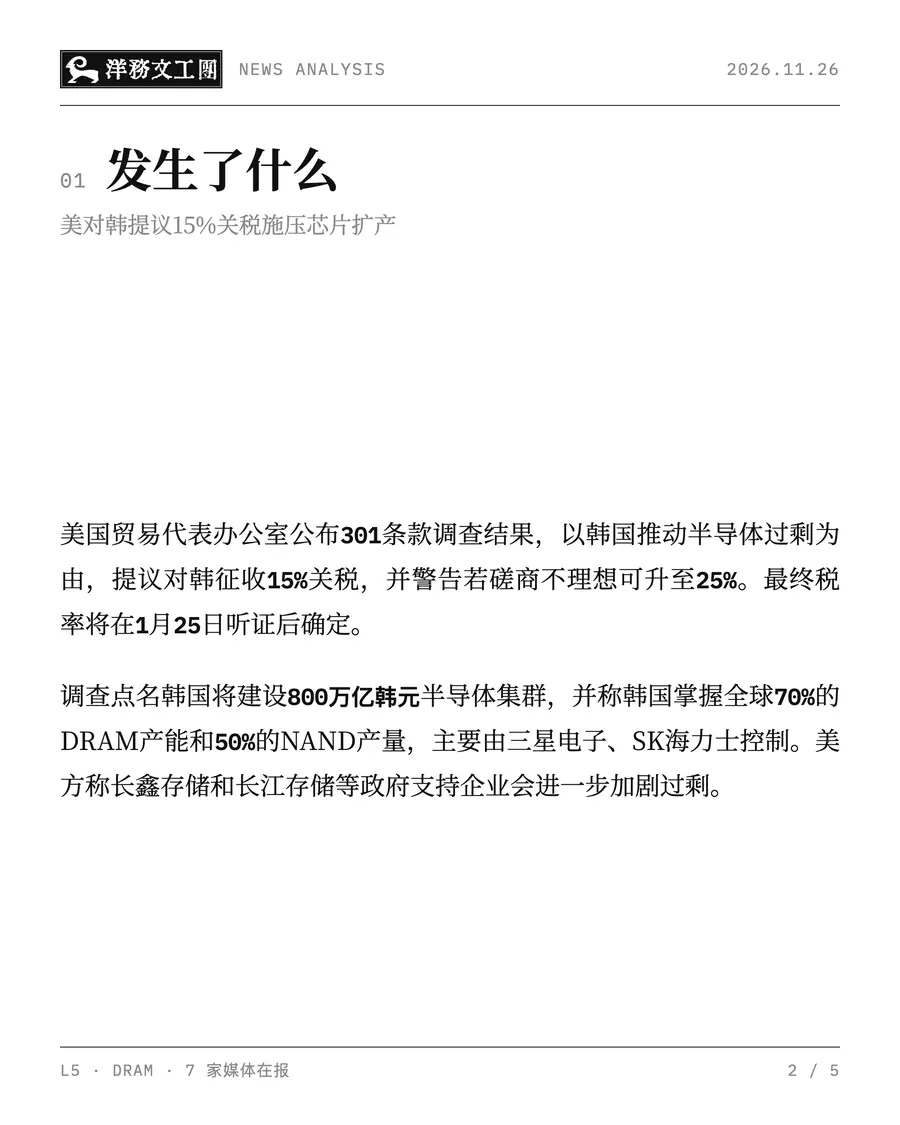 洋務文工團 NEWS ANALYSIS 2026.11.26
01 发生了什么
美对韩提议15%关税施压芯片扩产
美国贸易代表办公室公布301条款调查结果，以韩国推动半导体过剩为
由，提议对韩征收15%关税，并警告若磋商不理想可升至25%。最终税
率将在1月25日听证后确定。
调查点名韩国将建设800万亿韩元半导体集群，并称韩国掌握全球70%的
DRAM产能和50%的NAND产量，主要由三星电子、SK海力士控制。美
方称长鑫存储和长江存储等政府支持企业会进一步加剧过剩。
L5 · DRAM · 7 家媒体在报 2 / 5